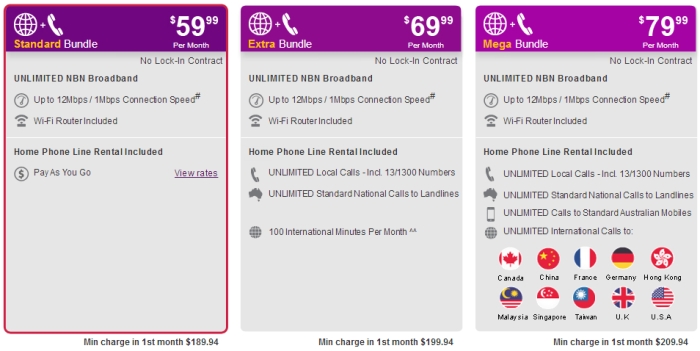 $59.99
Per Month
Standard Bundle
No Lock-In Contract
UNLIMITED NBN Broadband
Up to 12Mbps / 1Mbps Connection Speed#
Wi-Fi Router Included
Home Phone Line Rental Included
$ Pay As You Go View rates
Min charge in 1st month $189.94
$69.99
Per Month
Extra Bundle
No Lock-In Contract
UNLIMITED NBN Broadband
Up to 12Mbps / 1Mbps Connection Speed#
Wi-Fi Router Included
Home Phone Line Rental Included
UNLIMITED Local Calls - Incl. 13/1300 Numbers
UNLIMITED Standard National Calls to Landlines
100 International Minutes Per Month ^^
Min charge in 1st month $199.94
$79.99
Per Month
Mega Bundle
No Lock-In Contract
UNLIMITED NBN Broadband
Up to 12Mbps / 1Mbps Connection Speed#
Wi-Fi Router Included
Home Phone Line Rental Included
UNLIMITED Local Calls - Incl. 13/1300 Numbers
UNLIMITED Standard National Calls to Landlines
UNLIMITED Calls to Standard Australian Mobiles
UNLIMITED International Calls to:
Canada China France Germany Hong Kong
Malaysia Singapore Taiwan U.K U.S.A
Min charge in 1st month $209.94